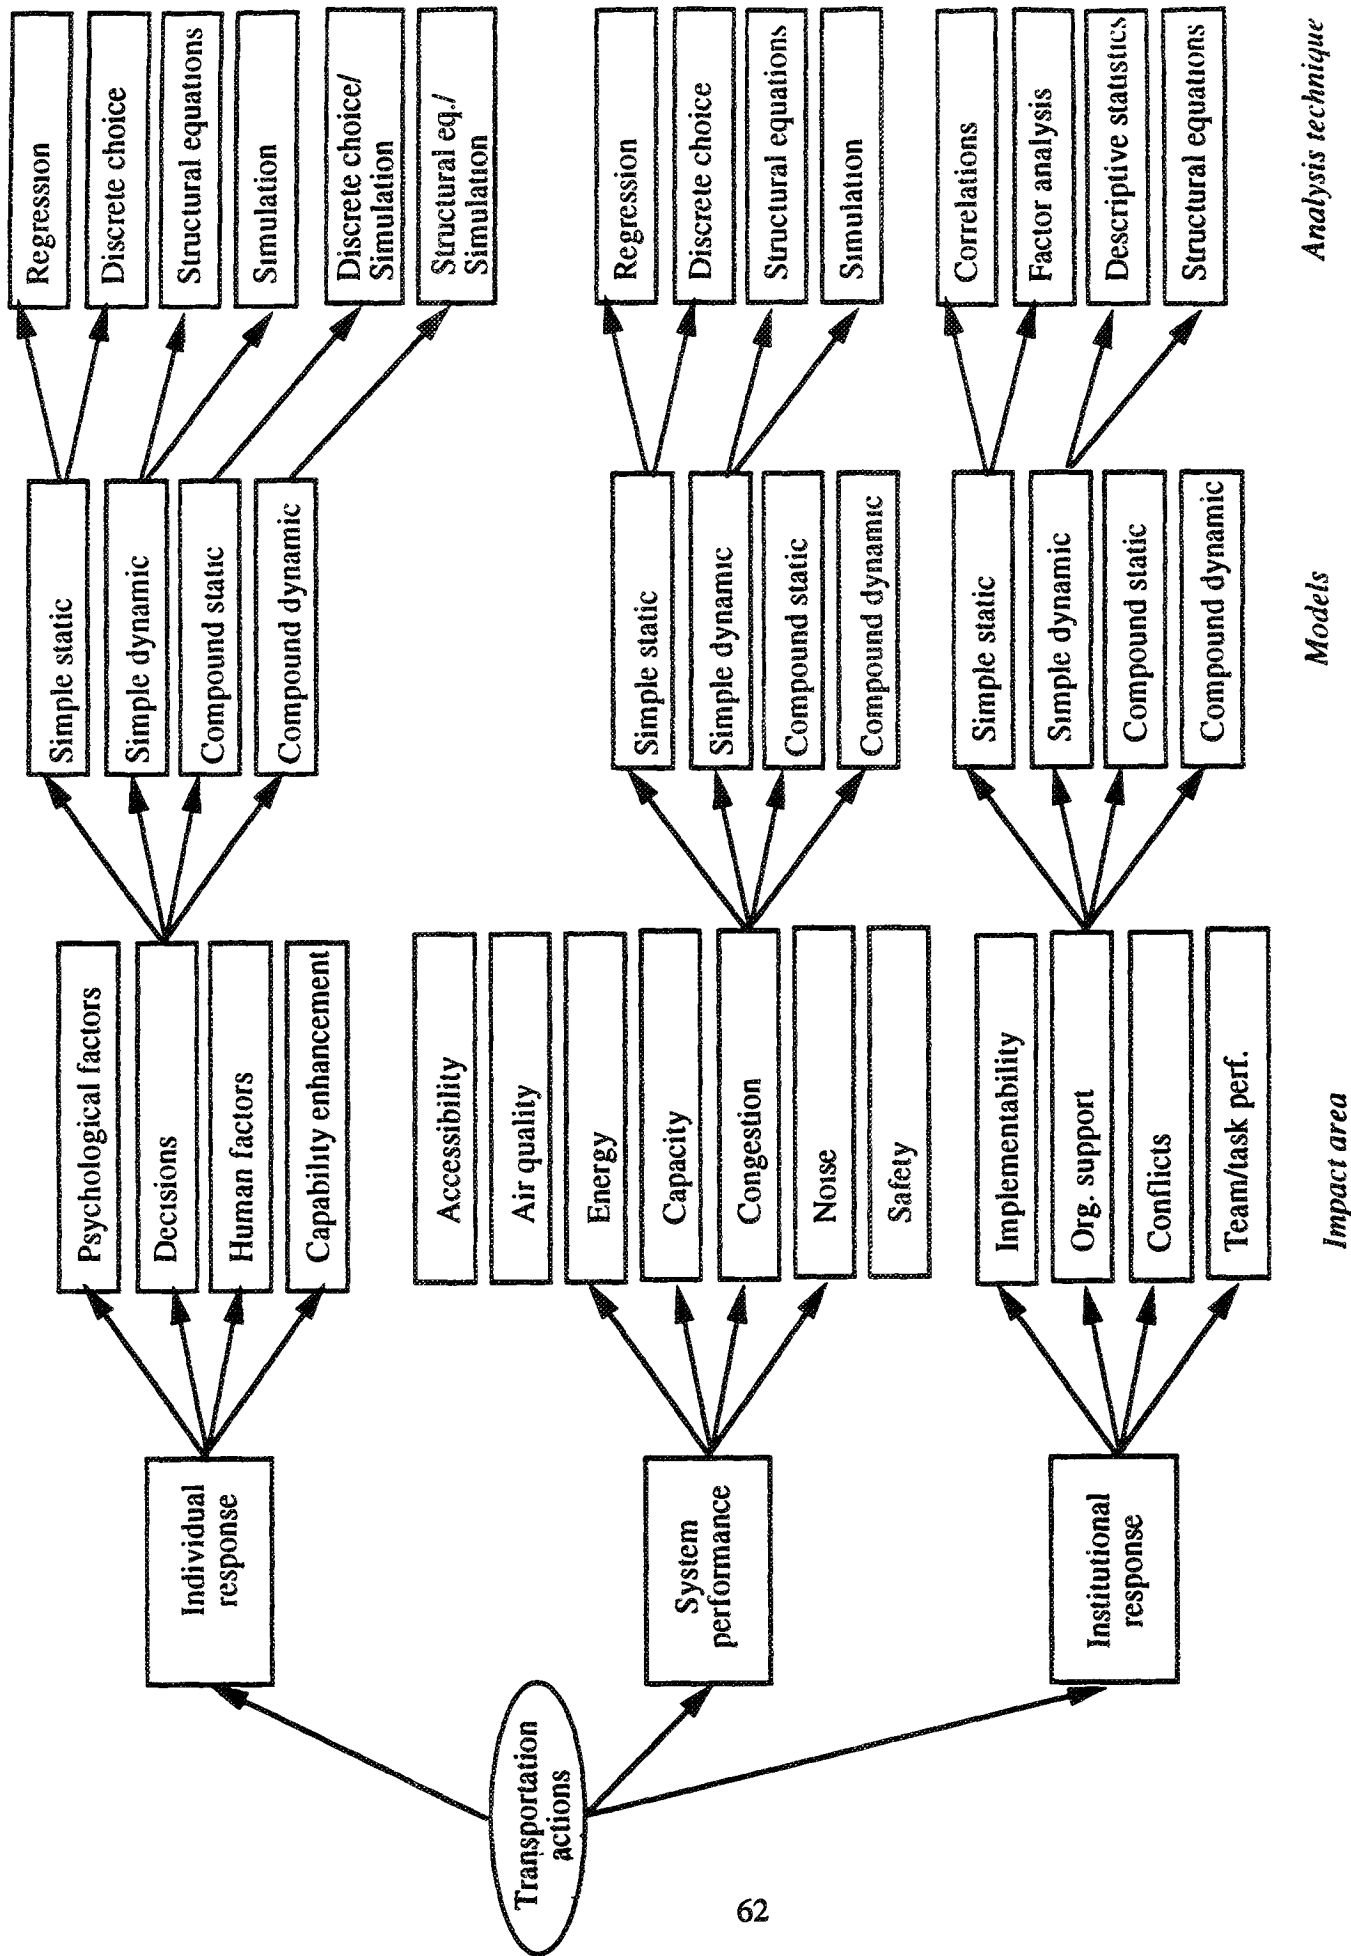 Transportation
actions
Individual
response
System
performance
Institutional
response
Psychological factors
Decisions
Human factors
Capability enhancement
Accessibility
Air quality
Energy
Capacity
Congestion
Noise
Safety
Implementability
Org. support
Conflicts
Team/task perf.
Impact area
Simple static
Simple dynamic
Compound static
Compound dynamic
Simple static
Simple dynamic
Compound static
Compound dynamic
Simple static
Simple dynamic
Compound static
Compound dynamic
Models
Regression
Discrete choice
Structural equations
Simulation
Discrete choice/
Simulation
Structural eq./
Simulation
Regression
Discrete choice
Structural equations
Simulation
Correlations
Factor analysis
Descriptive statustics
Structural equations
Analysis technique
62